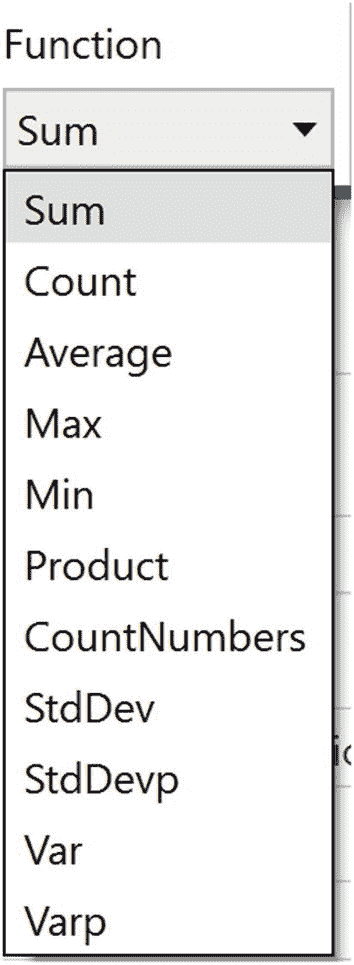 Function
Sum
Sum
Count
Average
Max
Min
Product
CountNumbers
StdDev
StdDevp
Var
Varp